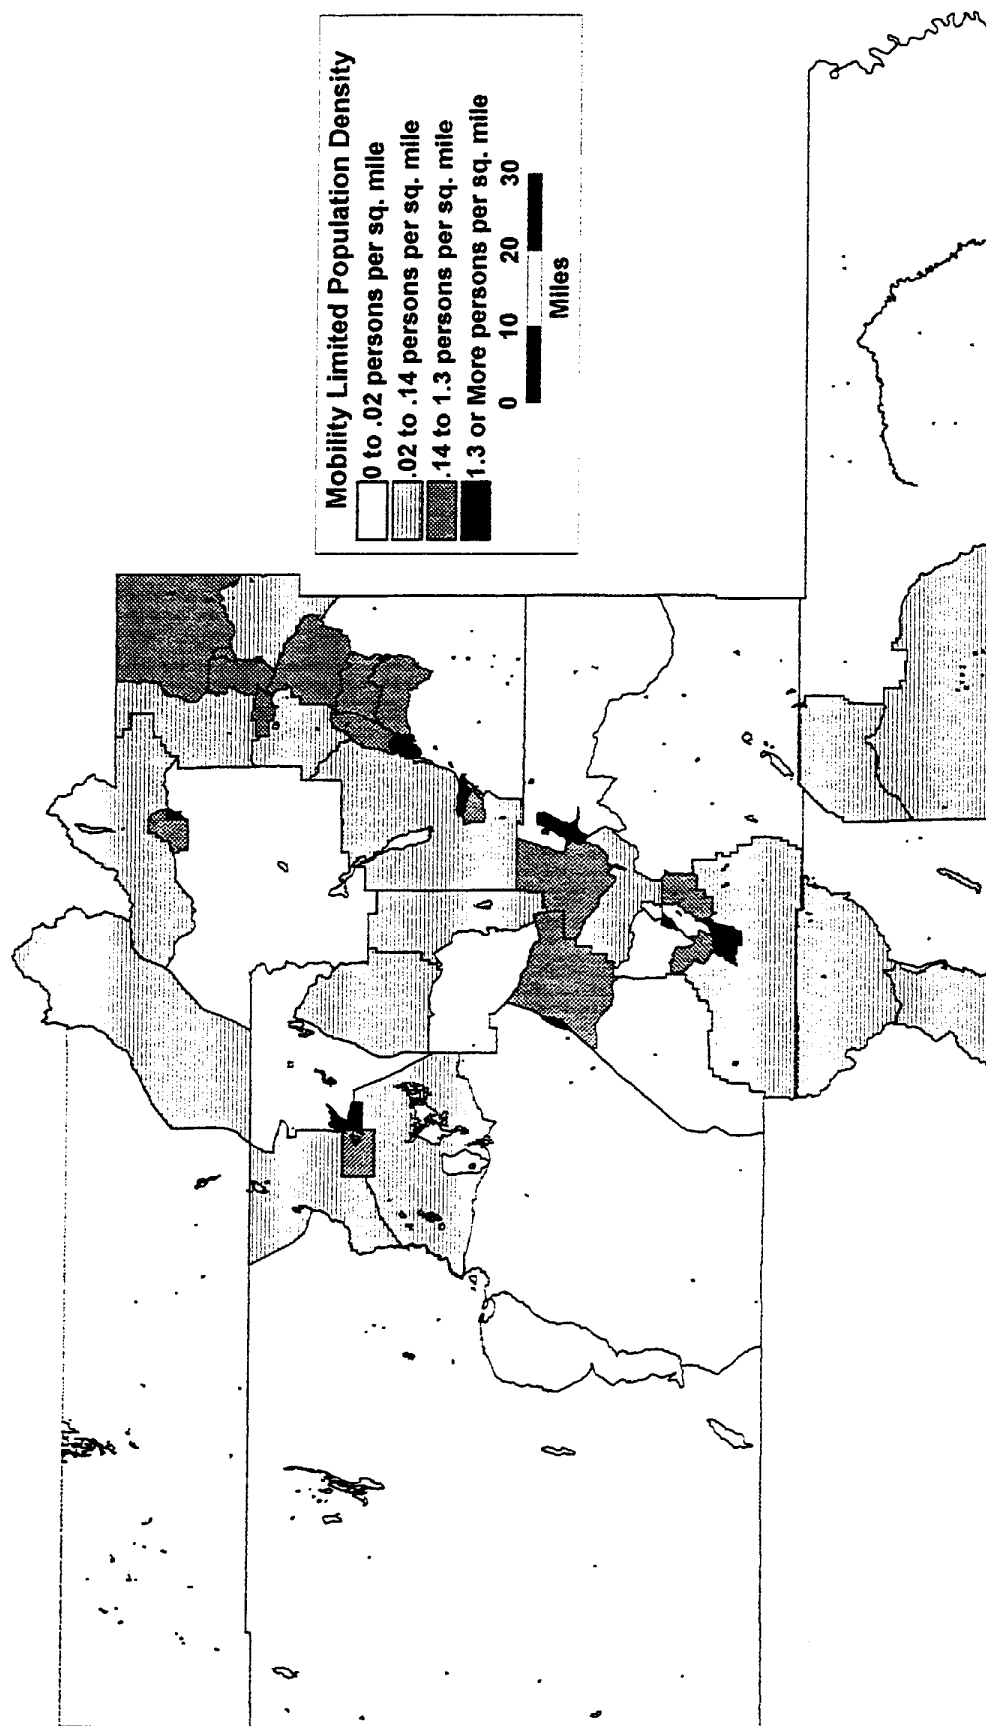 Mobility Limited Population Density
0 to .02 persons per sq. mile
.02 to .14 persons per sq. mile
.14 to 1.3 persons per sq. mile
1.3 or More persons per sq. mile
0 10 20 30
Miles